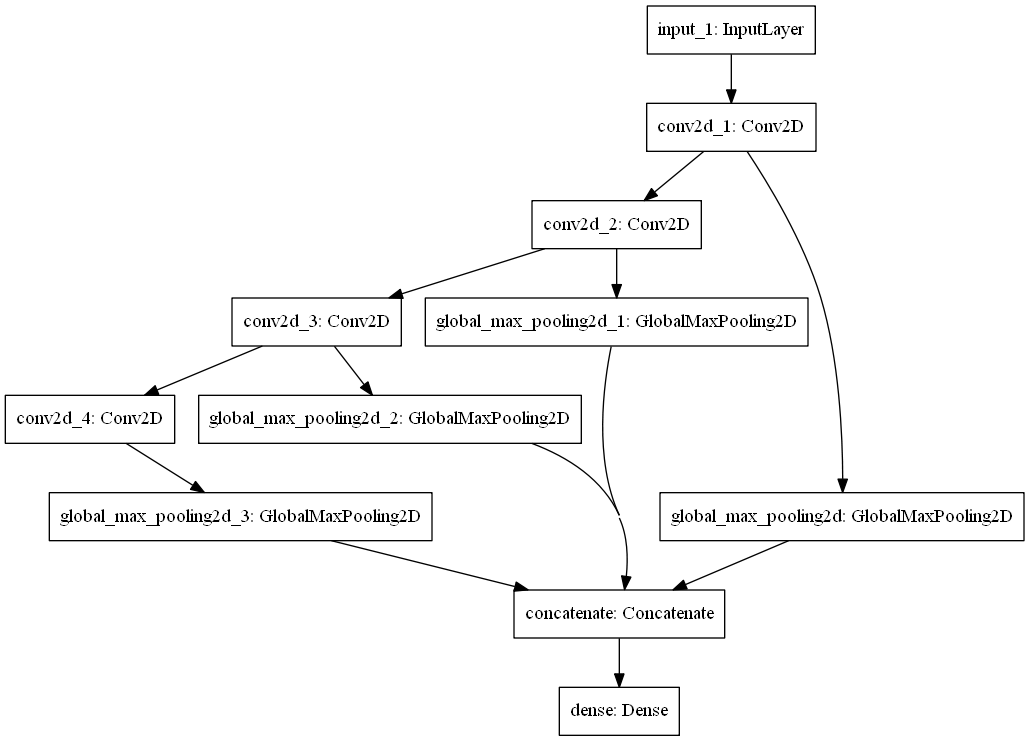 input_1: InputLayer
conv2d_1: Conv2D
conv2d_2: Conv2D
conv2d_3: Conv2D
global_max_pooling2d_1: GlobalMaxPooling2D
conv2d_4: Conv2D
global_max_pooling2d_2: GlobalMaxPooling2D
global_max_pooling2d_3: GlobalMaxPooling2D
global_max_pooling2d: GlobalMaxPooling2D
concatenate: Concatenate
dense: Dense